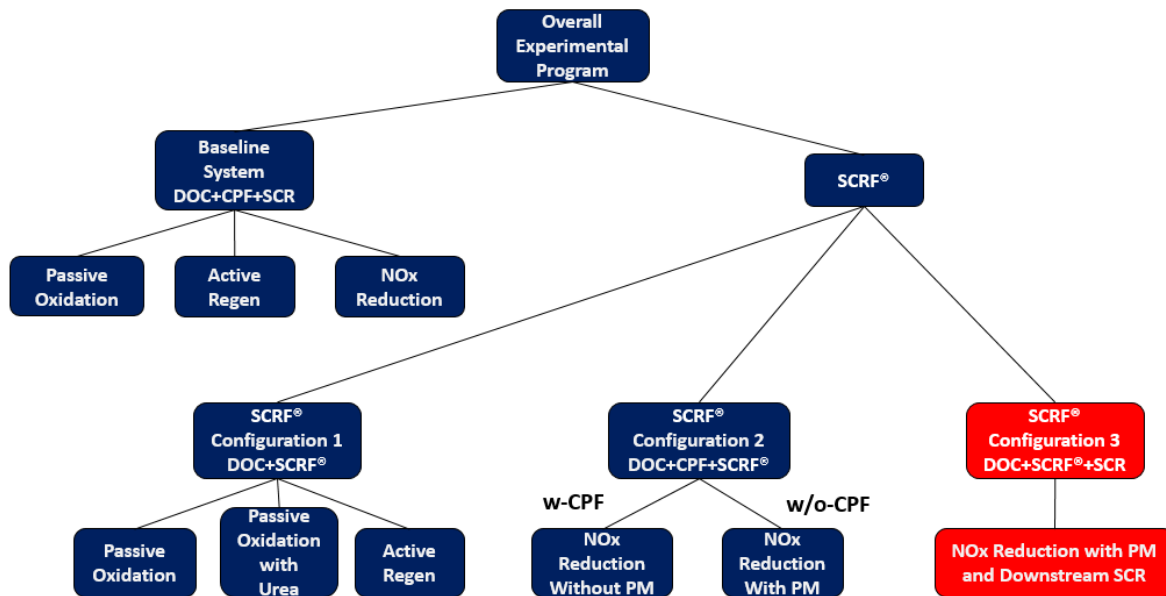 Overall
Experimental
Program
Baseline
System
DOC+CPF+SCR
SCRF®
Passive
Oxidation
Active
Regen
NOx
Reduction
SCRF®
Configuration 1
DOC+SCRF®
SCRF®
Configuration 2
DOC+CPF+SCRF®
SCRF®
Configuration 3
DOC+SCRF®+SCR
w-CPF
w/o-CPF
Passive
Oxidation
Passive
Oxidation
with
Urea
Active
Regen
NOx
Reduction
Without PM
NOx
Reduction
With PM
NOx Reduction with PM
and Downstream SCR